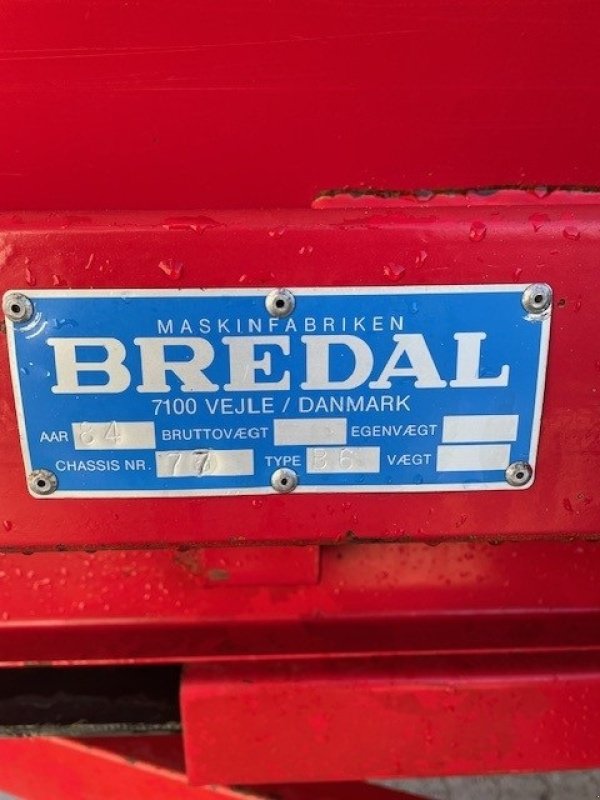 MASKINFABRIKEN
BREDAL
7100 VEJLE / DANMARK
AAR 84 BRUTTOVÆGT EGENVÆGT
CHASSIS NR. 77 TYPE B6 VÆGT